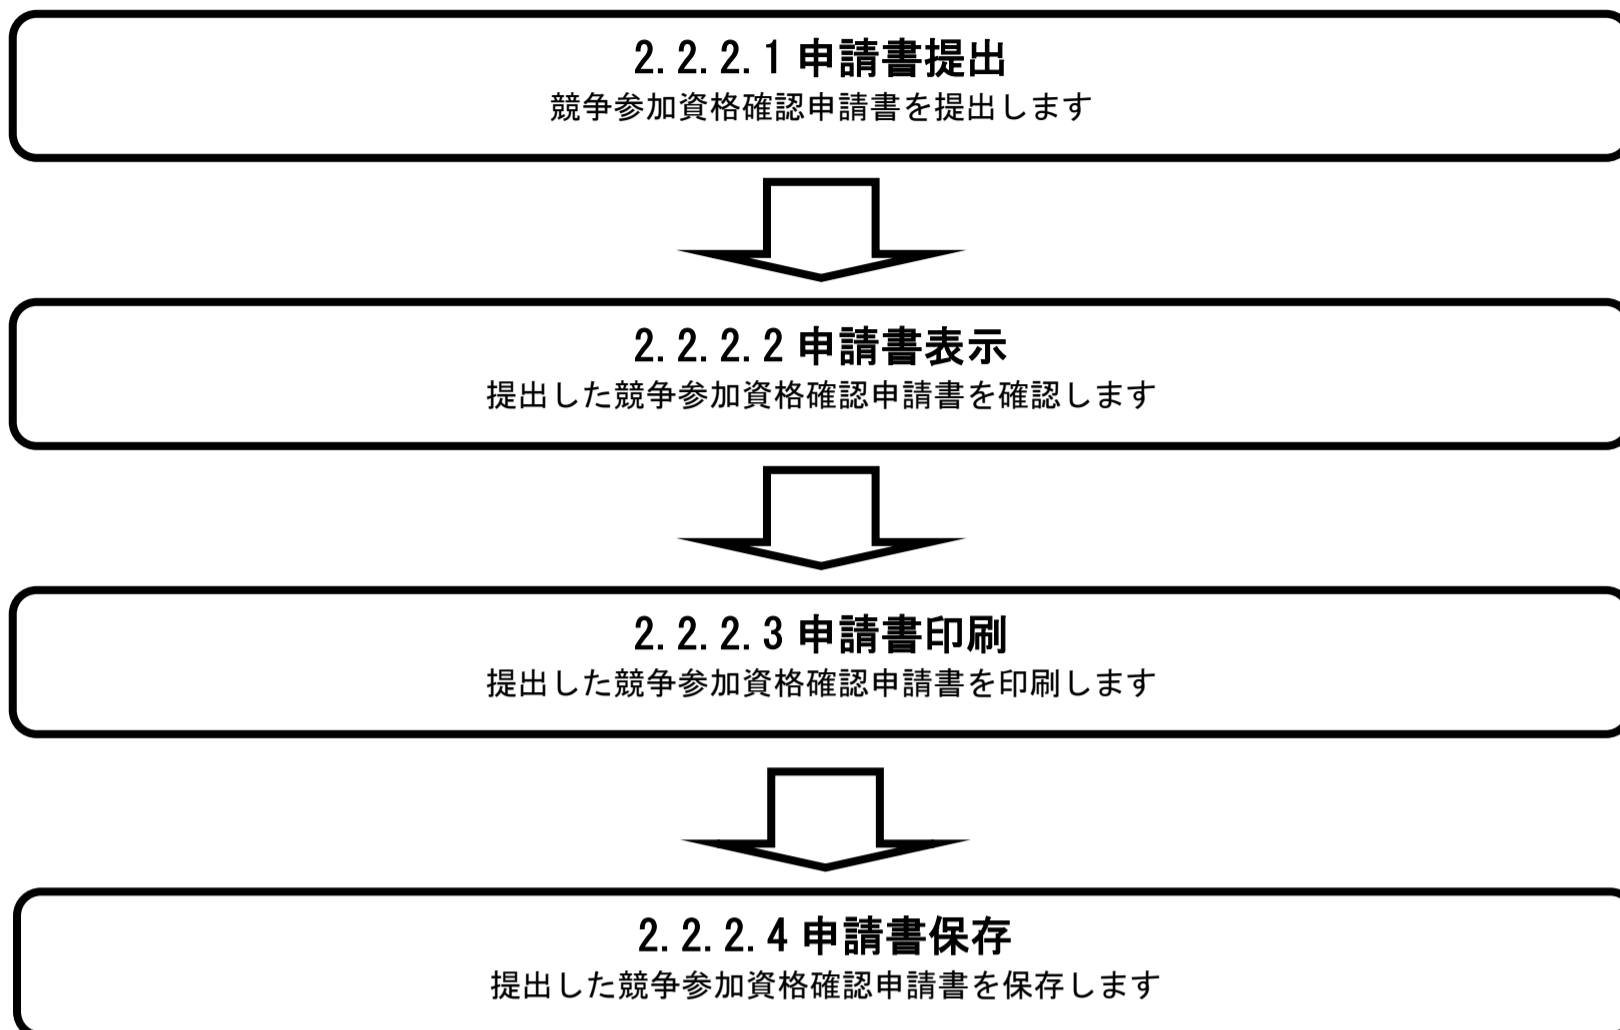 2.2.2.1 申請書提出
競争参加資格確認申請書を提出します
2.2.2.2 申請書表示
提出した競争参加資格確認申請書を確認します
2.2.2.3 申請書印刷
提出した競争参加資格確認申請書を印刷します
2.2.2.4 申請書保存
提出した競争参加資格確認申請書を保存します